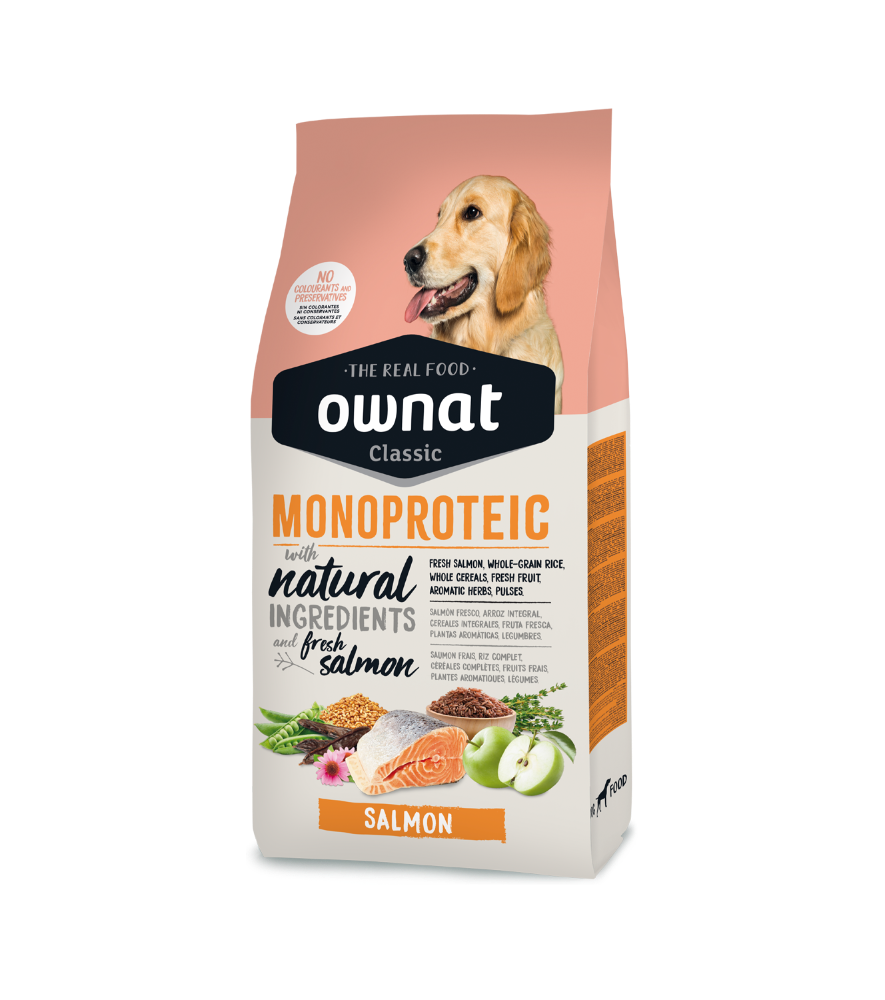 NO
COLOURANTS AND
PRESERVATIVES
SIN COLORANTES
NI CONSERVANTES
SANS COLORANTS ET
CONSERVATEURS
·THE REAL FOOD·
ownat
Classic
MONOPROTEIC
with
natural
INGREDIENTS
and fresh
salmon
FRESH SALMON, WHOLE-GRAIN RICE,
WHOLE CEREALS, FRESH FRUIT,
AROMATIC HERBS, PULSES.
SALMÓN FRESCO, ARROZ INTEGRAL,
CEREALES INTEGRALES, FRUTA FRESCA,
PLANTAS AROMÁTICAS, LEGUMBRES.
SAUMON FRAIS, RIZ COMPLET,
CÉRÉALES COMPLÈTES, FRUITS FRAIS,
PLANTES AROMATIQUES, LÉGUMES.
SALMON
FOOD